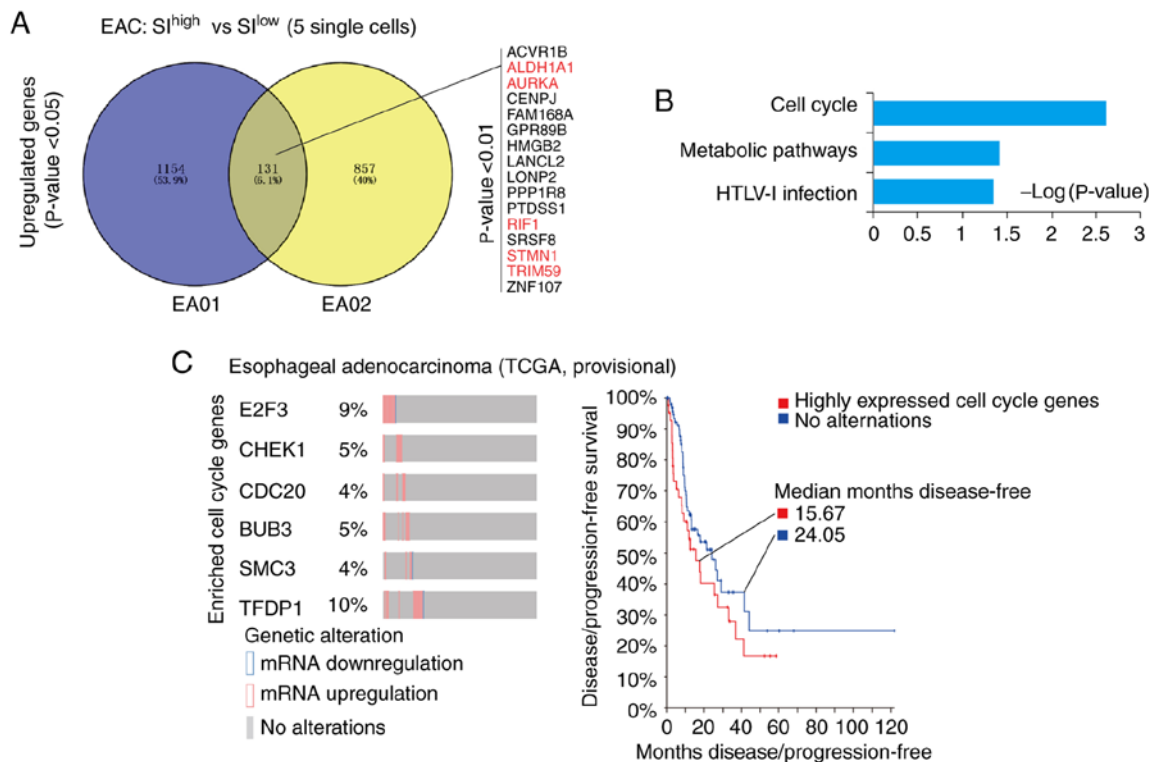 A
EAC: SIhigh vs SIlow (5 single cells)
Upregulated genes
(P-value <0.05)
1154
(53.9%)
131
(6.1%)
857
(40%)
EA01
EA02
P-value <0.01
ACVR1B
ALDH1A1
AURKA
CENPJ
FAM168A
GPR89B
HMGB2
LANCL2
LONP2
PPP1R8
PTDSS1
RIF1
SRSF8
STMN1
TRIM59
ZNF107
B
Cell cycle
Metabolic pathways
HTLV-I infection
–Log (P-value)
0 0.5 1 1.5 2 2.5 3
C
Esophageal adenocarcinoma (TCGA, provisional)
Enriched cell cycle genes
E2F3 9%
CHEK1 5%
CDC20 4%
BUB3 5%
SMC3 4%
TFDP1 10%
Genetic alteration
mRNA downregulation
mRNA upregulation
No alterations
Disease/progression-free survival
100%
90%
80%
70%
60%
50%
40%
30%
20%
10%
0%
0 20 40 60 80 100 120
Months disease/progression-free
Highly expressed cell cycle genes
No alternations
Median months disease-free
15.67
24.05